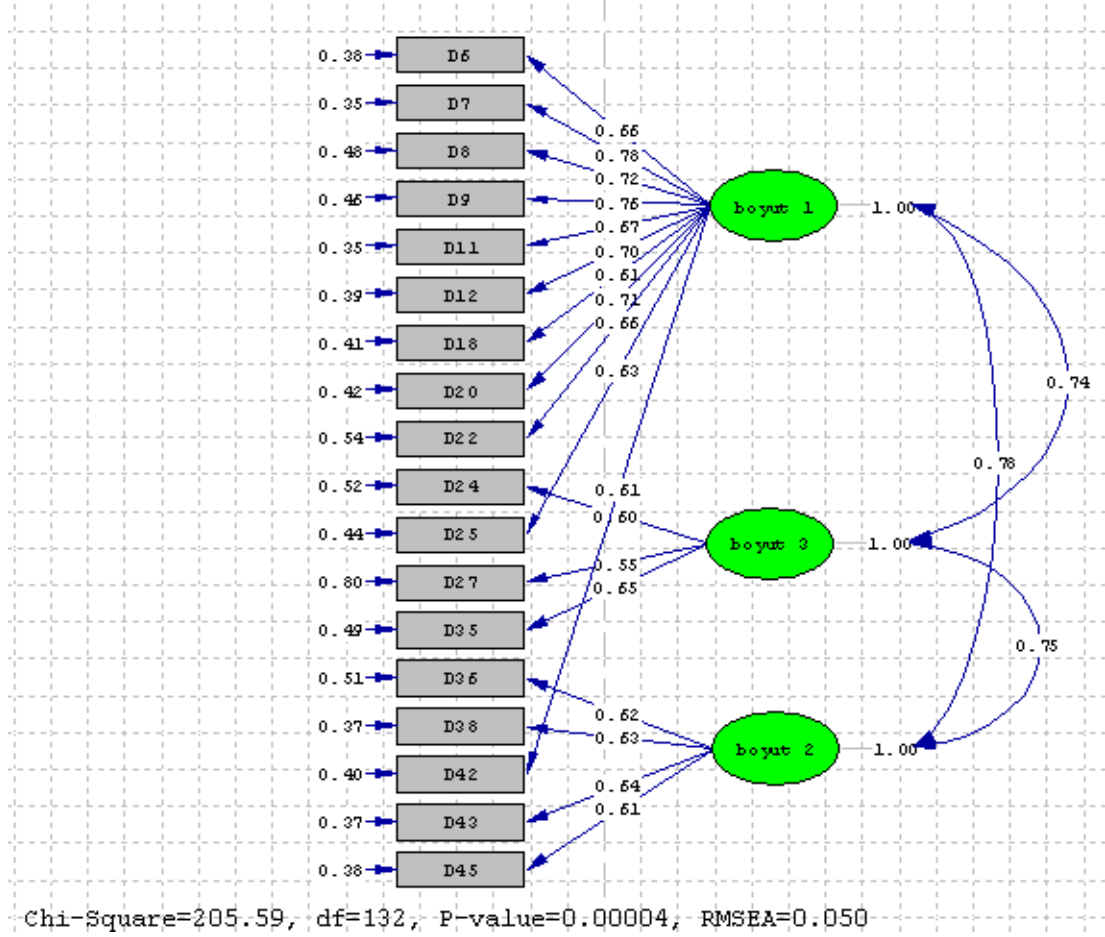 0.38 D6
0.35 D7
0.48 D8
0.46 D9
0.35 D11
0.39 D12
0.41 D18
0.42 D20
0.54 D22
0.52 D24
0.44 D25
0.80 D27
0.49 D35
0.51 D36
0.37 D38
0.40 D42
0.37 D43
0.38 D45
0.66
0.78
0.72
0.76
0.67
0.70
0.61
0.71
0.66
0.63
0.61
0.60
0.55
0.65
0.62
0.63
0.64
0.61
boyut 1 1.00
boyut 3 1.00
boyut 2 1.00
0.74
0.78
0.75
Chi-Square=205.59, df=132, P-value=0.00004, RMSEA=0.050